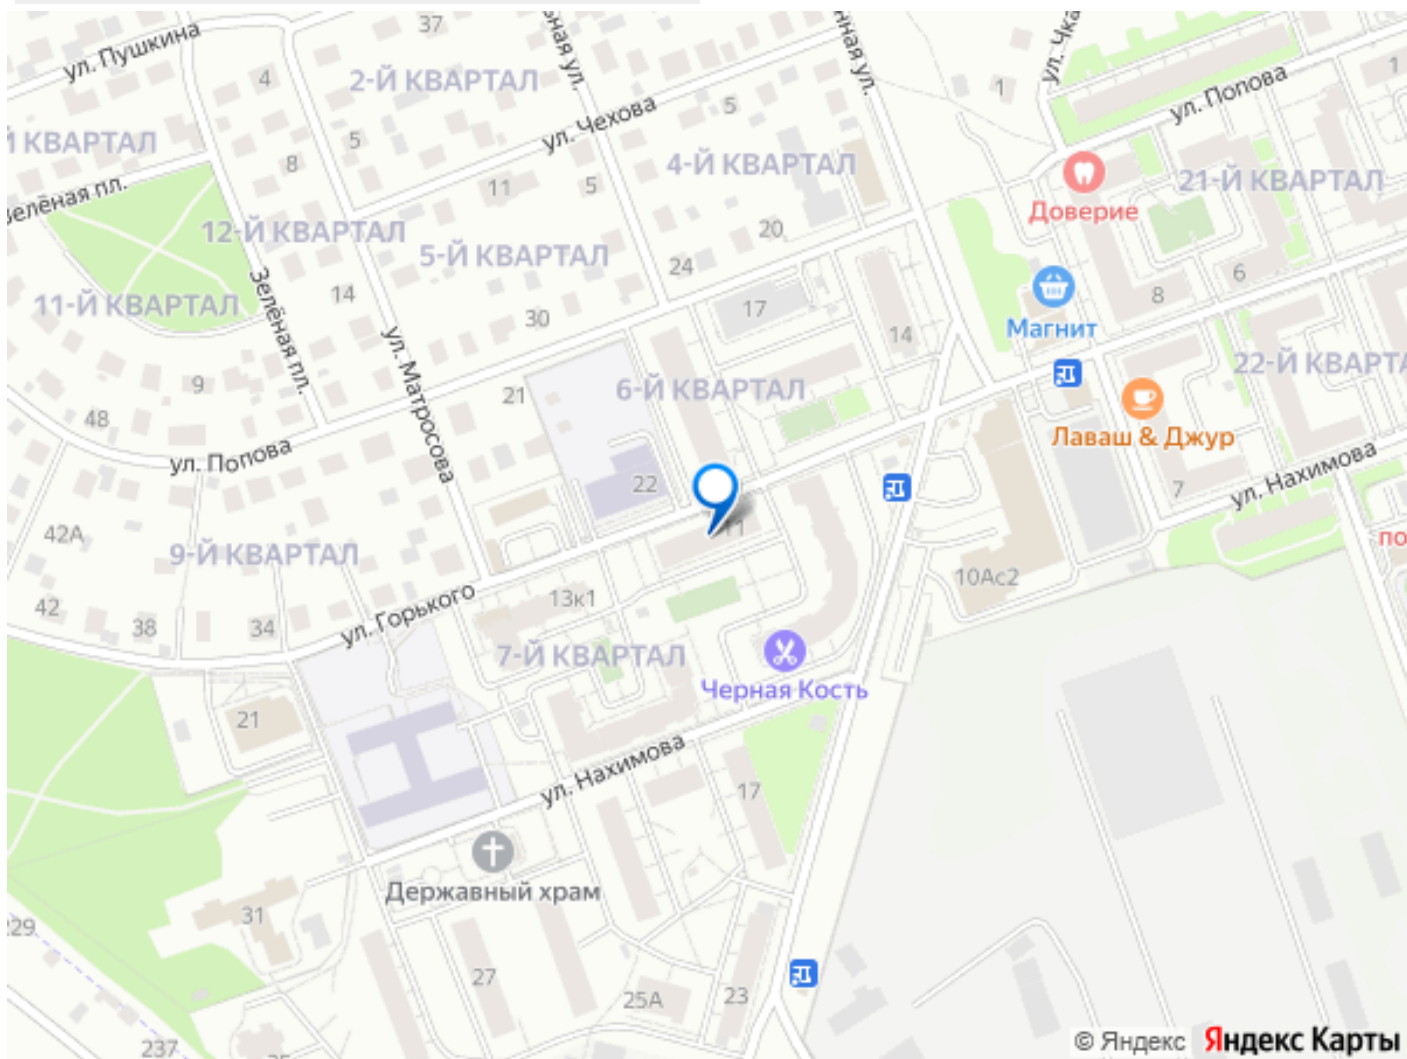 37
ул. Пушкина
4
2-Й КВАРТАЛ
5
ул. Чехова
5
1
ул. Попова
1
Й КВАРТАЛ
8
4-Й КВАРТАЛ
Доверие
21-Й КВАРТАЛ
11
5
12-Й КВАРТАЛ
5-Й КВАРТАЛ
20
24
6
8
Магнит
14
11-Й КВАРТАЛ
Зелёная пл.
30
17
14
ул. Матросова
9
21
6-Й КВАРТАЛ
22-Й КВАРТА
48
Лаваш & Джур
ул. Попова
22
7
ул. Нахимова
42А
9-Й КВАРТАЛ
11
10Ас2
по
42
38
34
ул. Горького
13к1
7-Й КВАРТАЛ
Черная Кость
21
ул. Нахимова
17
Державный храм
31
229
27
25А
23
237
© Яндекс Яндекс Карты